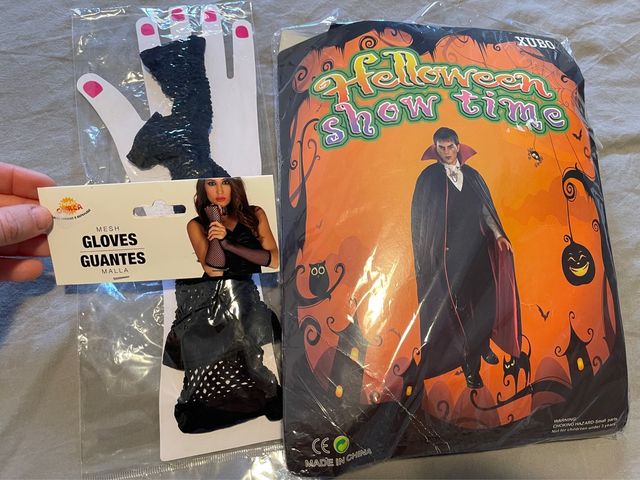 MESH
GLOVES
GUANTES
MALLA
XUBO
Helloween
show time
WARNING:
CHOKING HAZARD-Small parts
Not for children under 3 years
CE
MADE IN CHINA